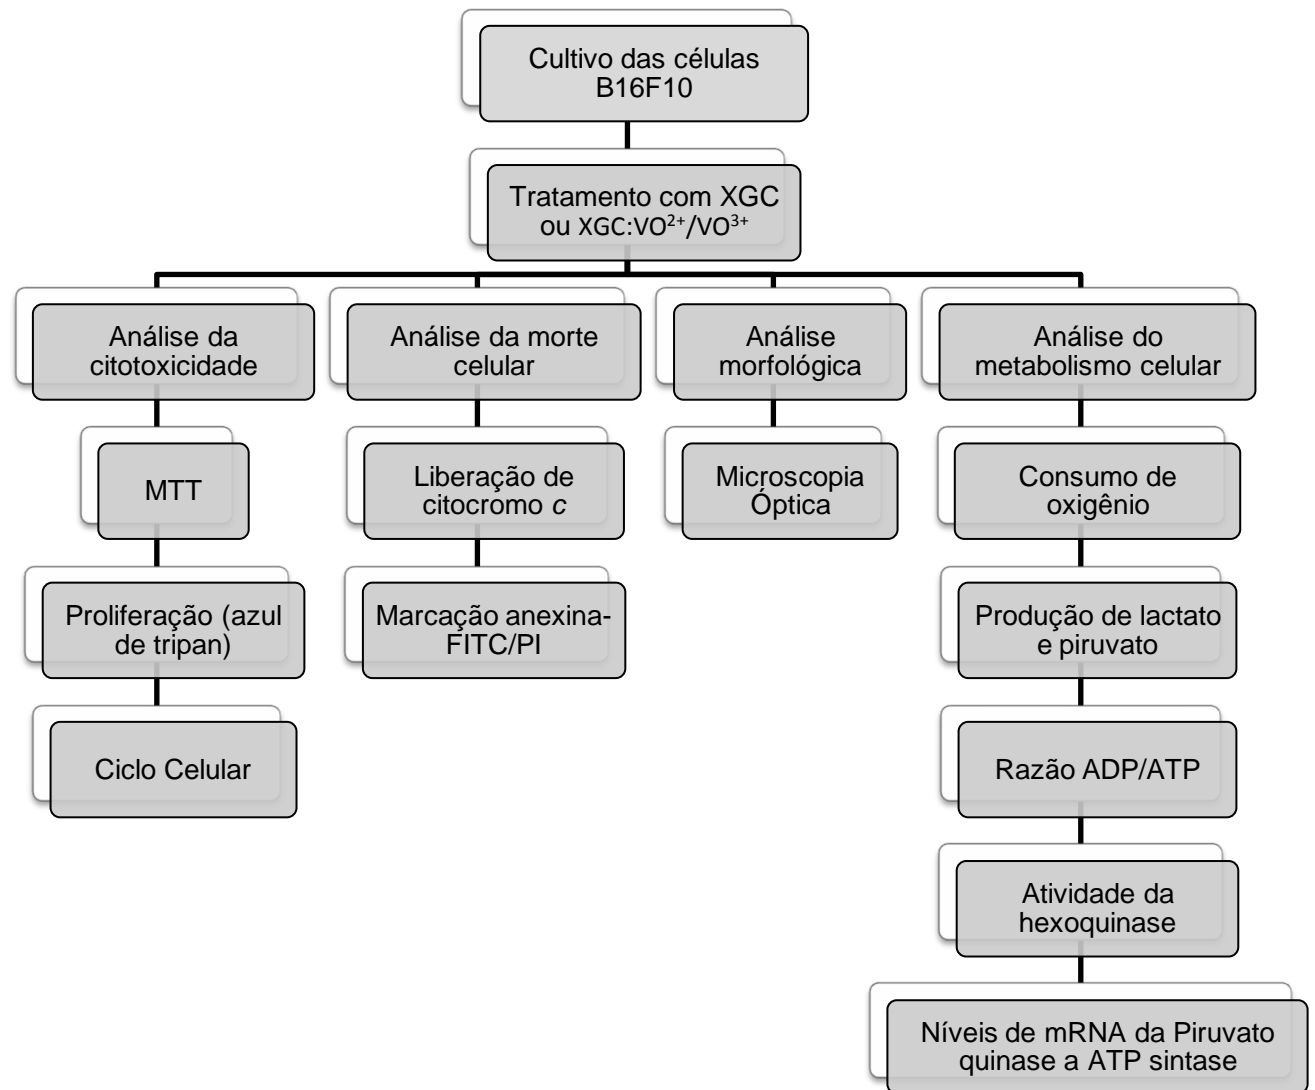 Cultivo das células
B16F10
Tratamento com XGC
ou XGC:VO²⁺/VO³⁺
Análise da
citotoxicidade
MTT
Proliferação (azul
de tripan)
Ciclo Celular
Análise da morte
celular
Liberação de
citocromo c
Marcação anexina-
FITC/PI
Análise
morfológica
Microscopia
Óptica
Análise do
metabolismo celular
Consumo de
oxigênio
Produção de lactato
e piruvato
Razão ADP/ATP
Atividade da
hexoquinase
Níveis de mRNA da Piruvato
quinase a ATP sintase